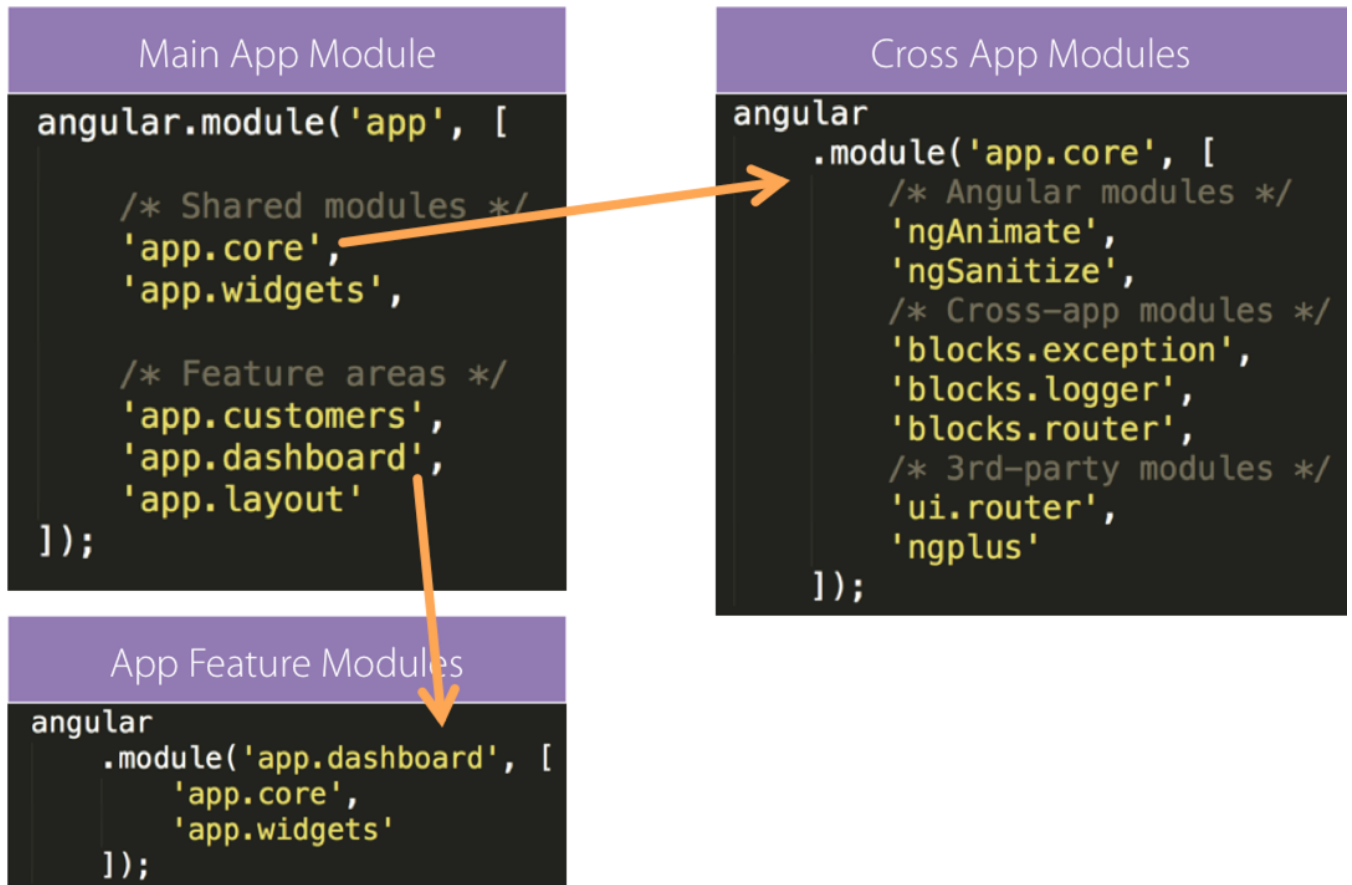 Main App Module
angular.module('app', [
/* Shared modules */
'app.core',
'app.widgets',
/* Feature areas */
'app.customers',
'app.dashboard',
'app.layout'
]);
Cross App Modules
angular
.module('app.core', [
/* Angular modules */
'ngAnimate',
'ngSanitize',
/* Cross-app modules */
'blocks.exception',
'blocks.logger',
'blocks.router',
/* 3rd-party modules */
'ui.router',
'ngplus'
]);
App Feature Modules
angular
.module('app.dashboard', [
'app.core',
'app.widgets'
]);